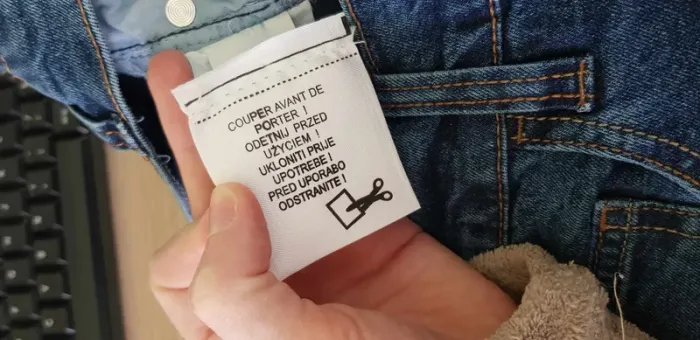 COUPER AVANT DE
PORTER !
ODETNIJ PRZED
UŻYCIEM !
UKLONITI PRIJE
UPOTREBE !
PRED UPORABO
ODSTRANITE !